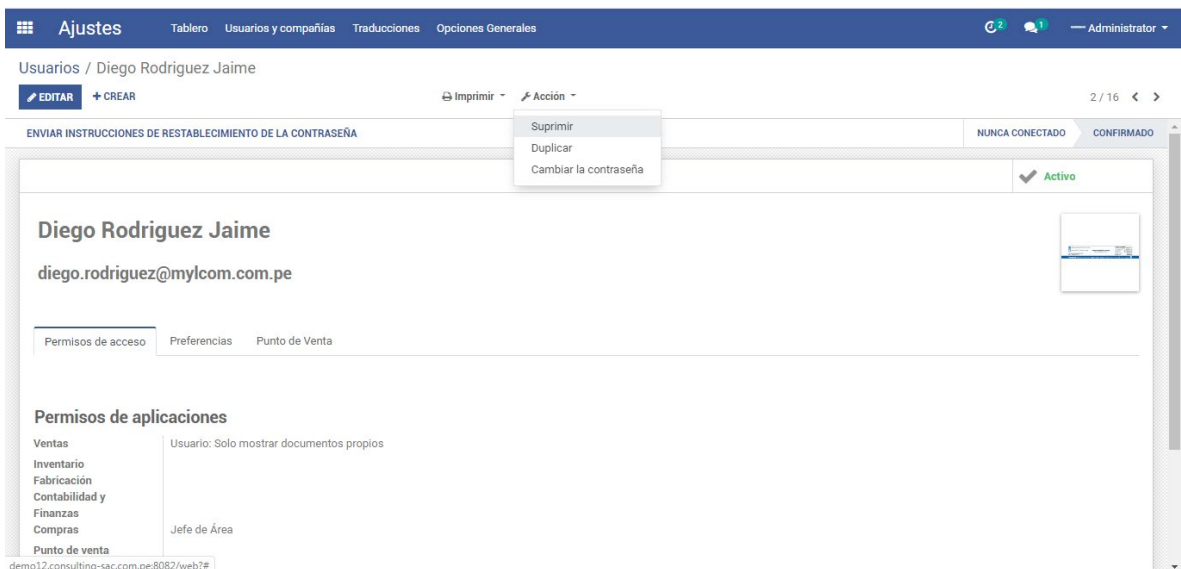 Ajustes Tablero Usuarios y compañías Traducciones Opciones Generales 2 1 Administrator
Usuarios / Diego Rodriguez Jaime
EDITAR + CREAR Imprimir Acción 2 / 16
ENVIAR INSTRUCCIONES DE RESTABLECIMIENTO DE LA CONTRASEÑA NUNCA CONECTADO CONFIRMADO
Suprimir
Duplicar
Cambiar la contraseña
Activo
Diego Rodriguez Jaime
diego.rodriguez@mylcom.com.pe
Permisos de acceso Preferencias Punto de Venta
Permisos de aplicaciones
Ventas Usuario: Solo mostrar documentos propios
Inventario
Fabricación
Contabilidad y
Finanzas
Compras Jefe de Área
Punto de venta
demo12.consulting-sac.com.pe:8082/web?#